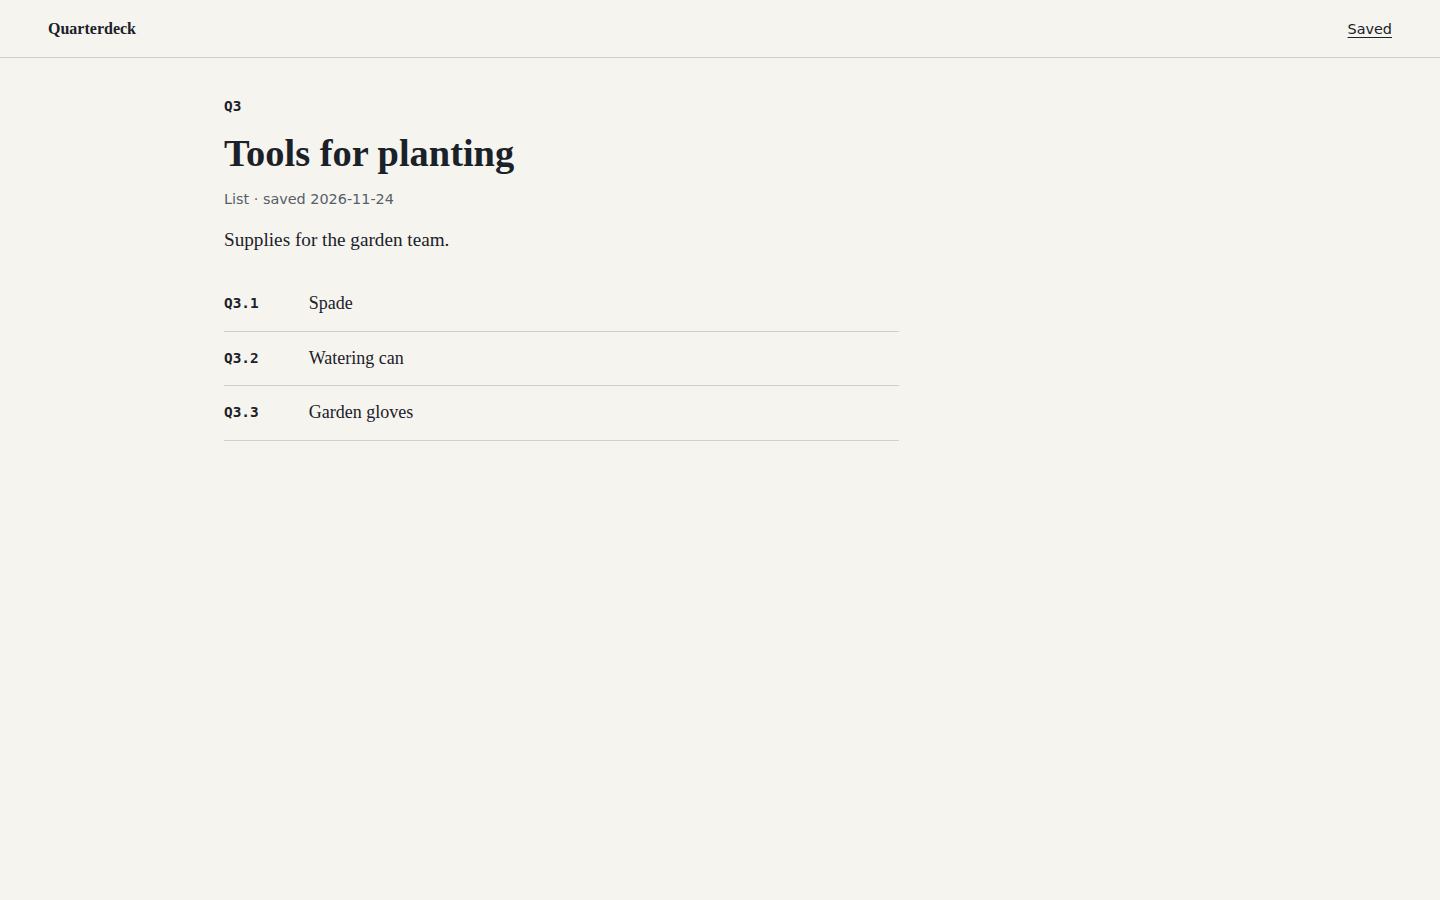 Quarterdeck
Saved
Q3
Tools for planting
List · saved 2026-11-24
Supplies for the garden team.
Q3.1 Spade
Q3.2 Watering can
Q3.3 Garden gloves